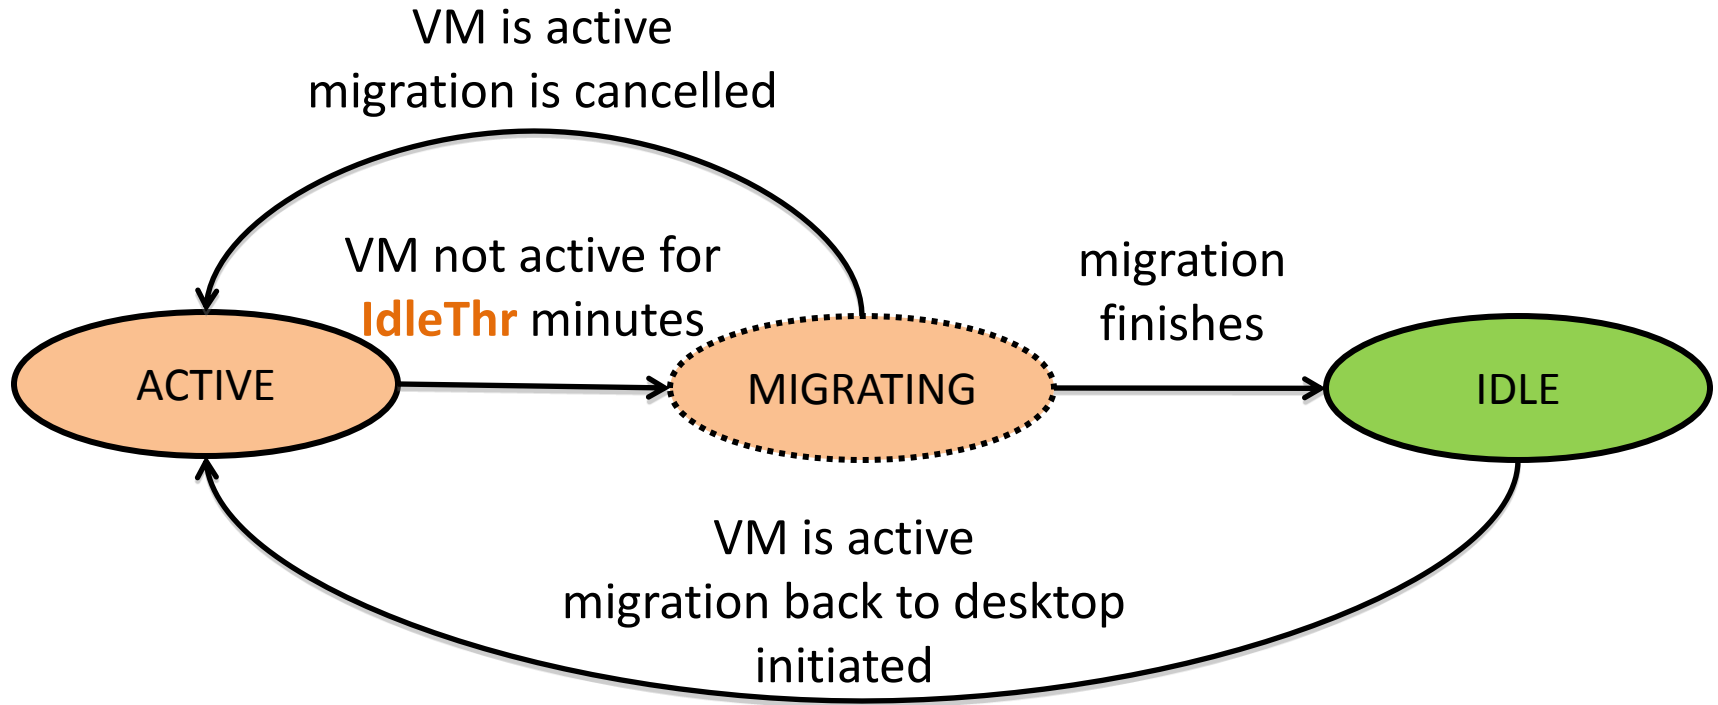 VM is active
migration is cancelled
VM not active for
IdleThr minutes
migration
finishes
ACTIVE
MIGRATING
IDLE
VM is active
migration back to desktop
initiated